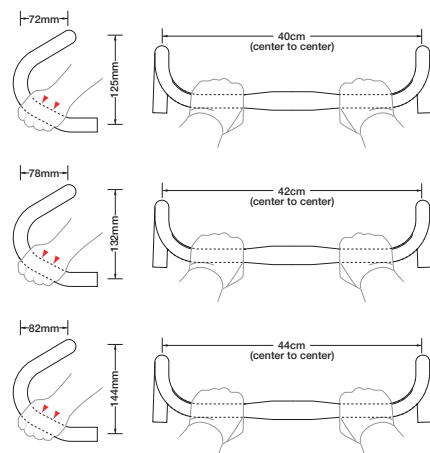 72mm
125mm
40cm
(center to center)
78mm
132mm
42cm
(center to center)
82mm
144mm
44cm
(center to center)